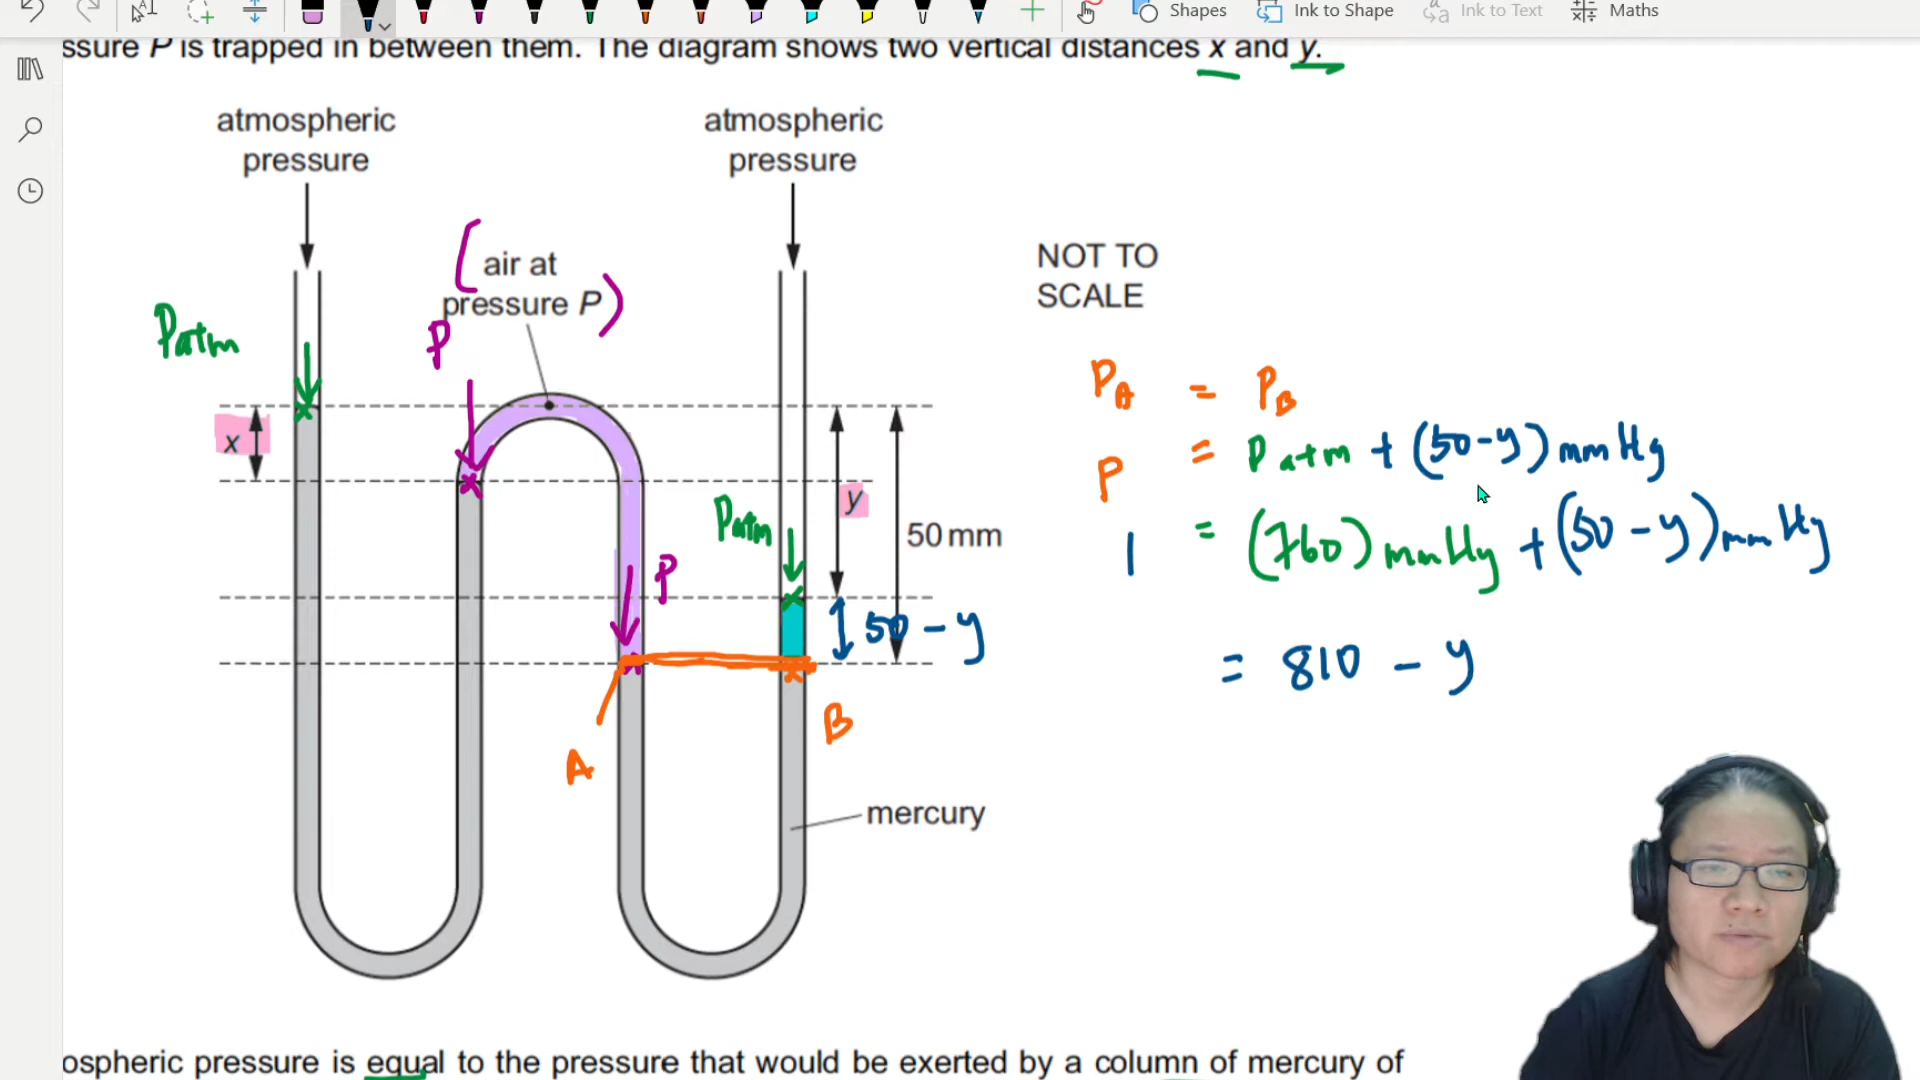 Shapes Ink to Shape Ink to Text Maths
ssure P is trapped in between them. The diagram shows two vertical distances x and y.
atmospheric
pressure
atmospheric
pressure
air at
pressure P
NOT TO
SCALE
Patm
P
x
y
50 mm
Patm
P
50 - y
A
B
mercury
PA = PB
P = Patm + (50 - y) mmHg
= (760) mmHg + (50 - y) mmHg
= 810 - y
ospheric pressure is equal to the pressure that would be exerted by a column of mercury of